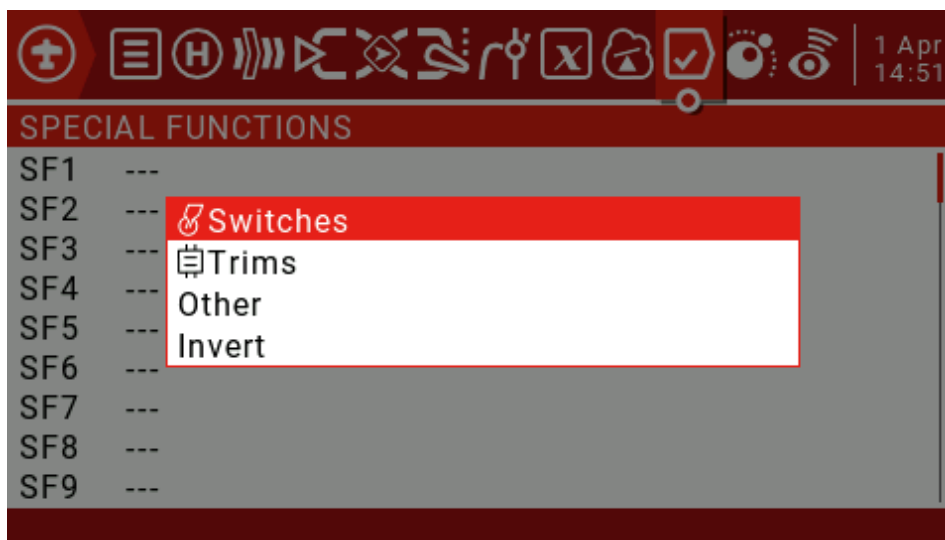 1 Apr
14:51
SPECIAL FUNCTIONS
SF1 ---
SF2 ---
SF3 ---
SF4 ---
SF5 ---
SF6 ---
SF7 ---
SF8 ---
SF9 ---
Switches
Trims
Other
Invert